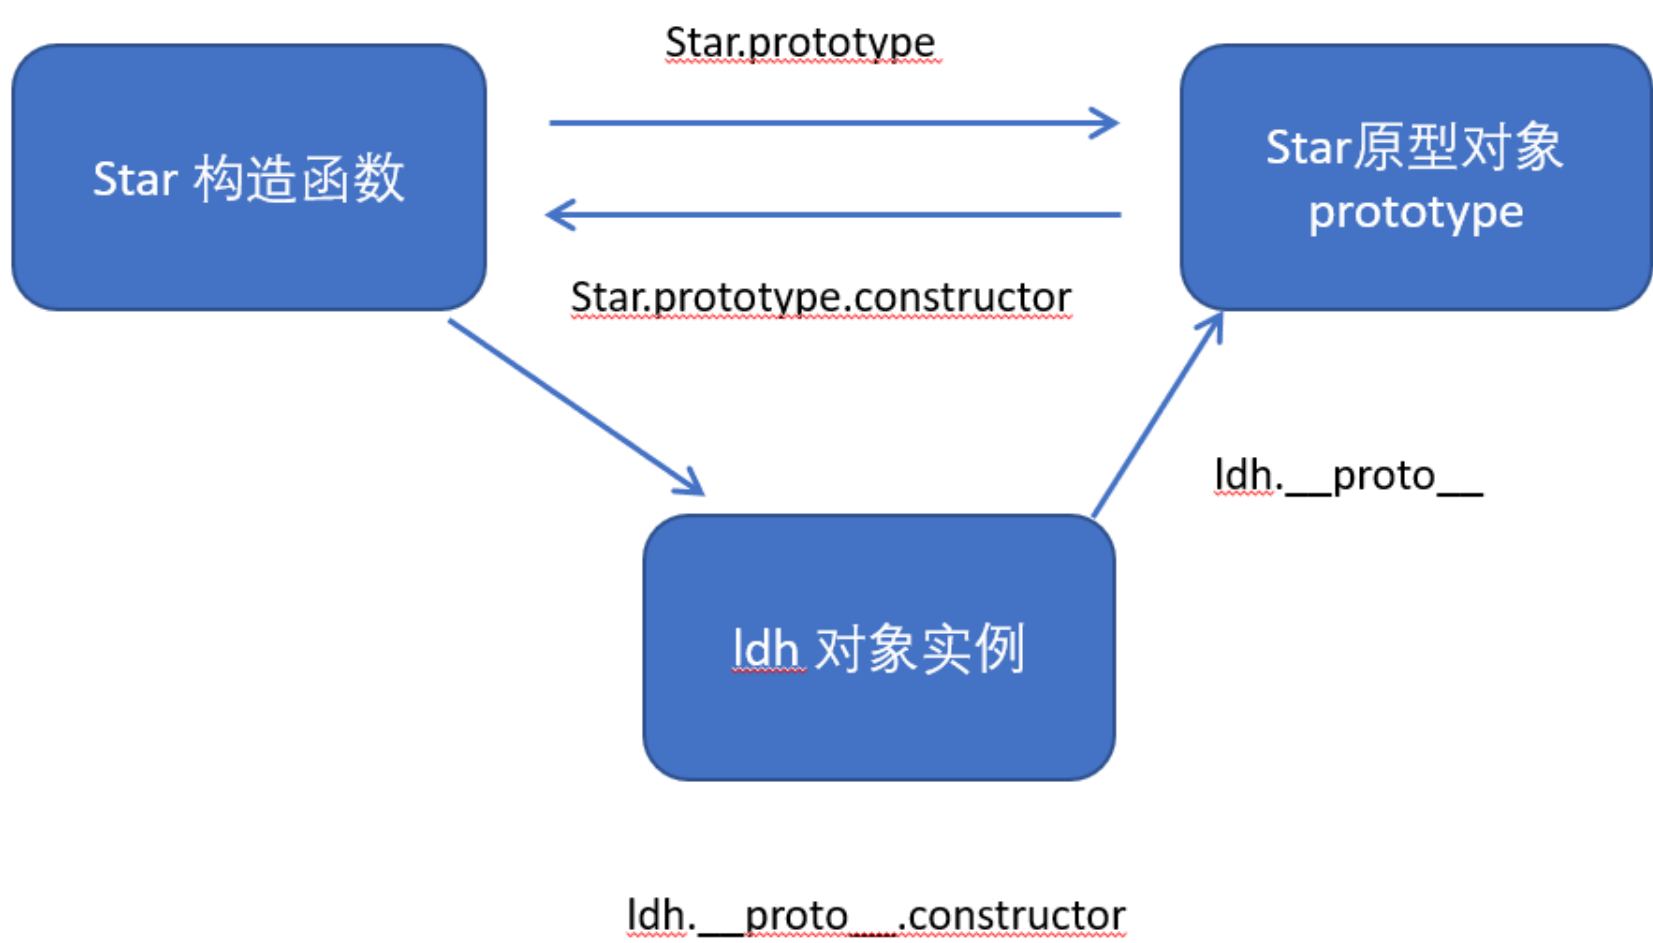 Star.prototype
Star 构造函数
Star原型对象
prototype
Star.prototype.constructor
ldh.__proto__
ldh 对象实例
ldh.__proto__.constructor